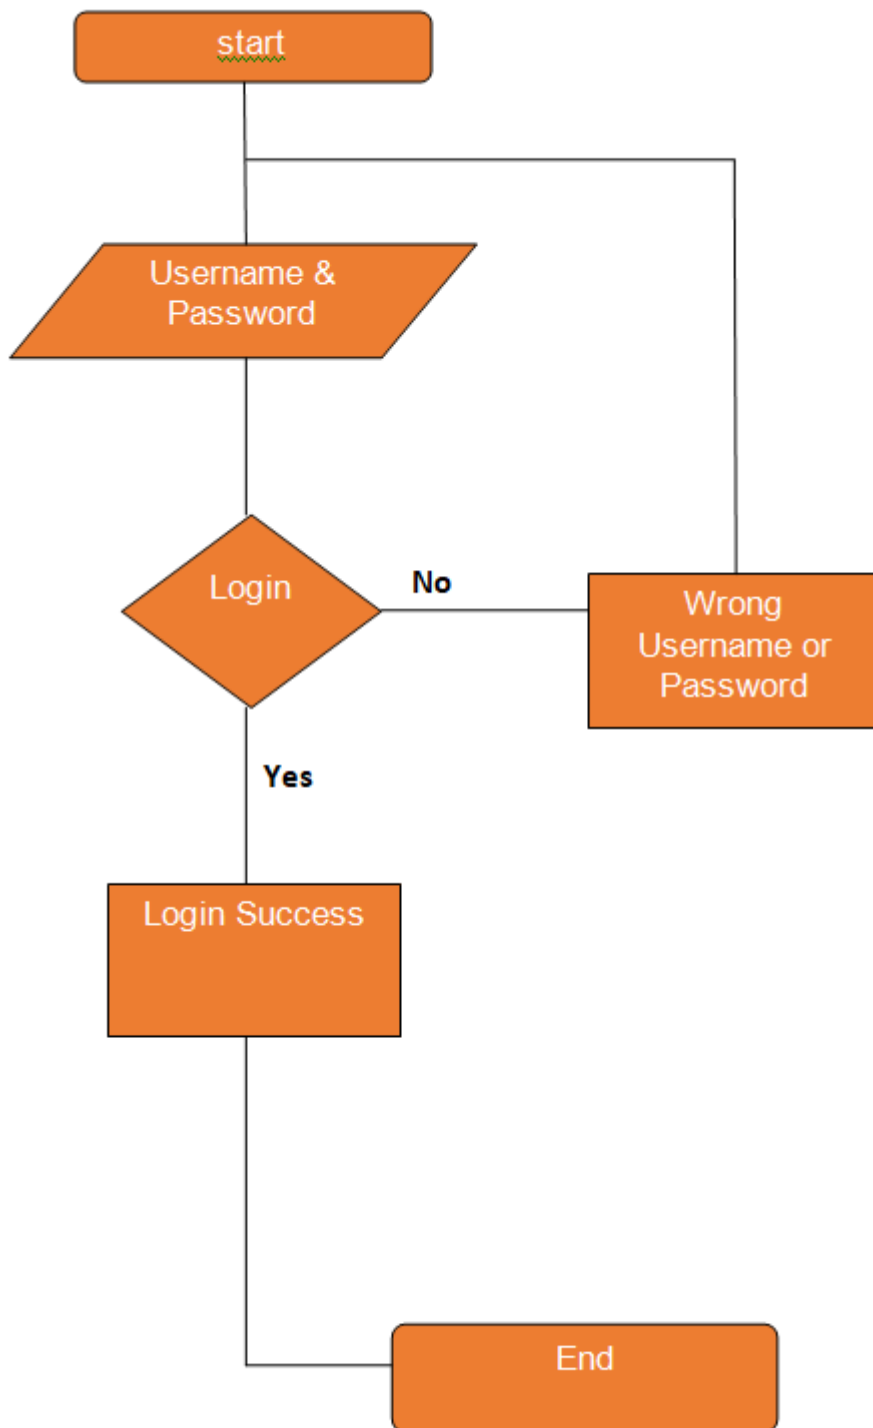 start
Username &
Password
Login
No
Wrong
Username or
Password
Yes
Login Success
End